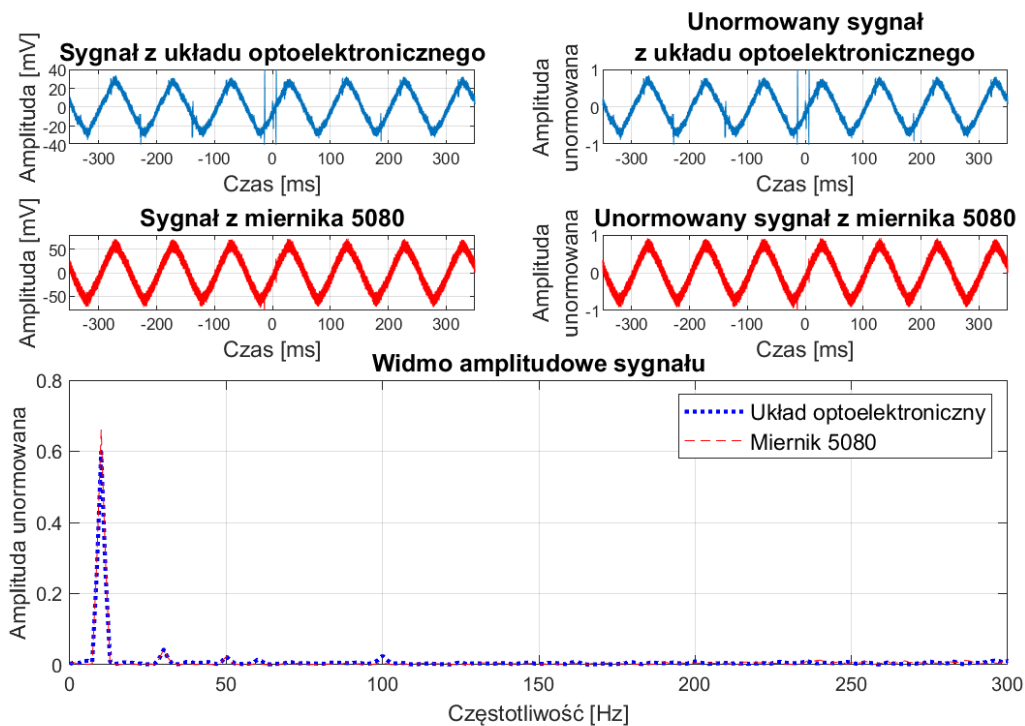 Sygnał z układu optoelektronicznego
Amplituda [mV]
40
20
0
-20
-40
-300
-200
-100
0
100
200
300
Czas [ms]
Unormowany sygnał
z układu optoelektronicznego
Amplituda
unormowana
1
0
-1
-300
-200
-100
0
100
200
300
Czas [ms]
Sygnał z miernika 5080
Amplituda [mV]
50
0
-50
-300
-200
-100
0
100
200
300
Czas [ms]
Unormowany sygnał z miernika 5080
Amplituda
unormowana
1
0
-1
-300
-200
-100
0
100
200
300
Czas [ms]
Widmo amplitudowe sygnału
Amplituda unormowana
0.8
0.6
0.4
0.2
0
Układ optoelektroniczny
Miernik 5080
0
50
100
150
200
250
300
Częstotliwość [Hz]